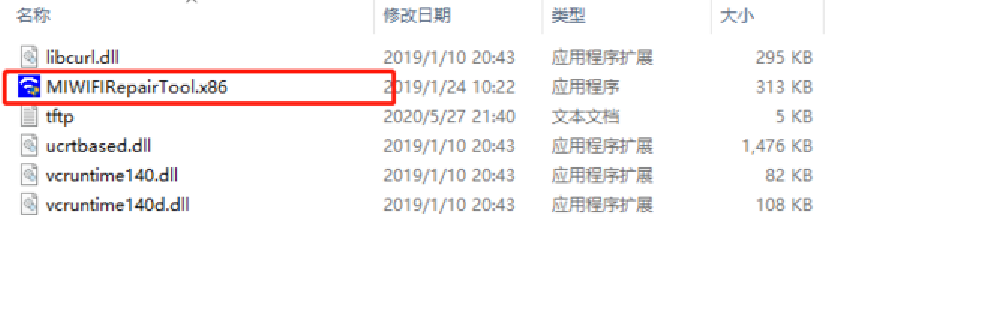 名称 修改日期 类型 大小
libcurl.dll 2019/1/10 20:43 应用程序扩展 295 KB
MIWIFIRepairTool.x86 2019/1/24 10:22 应用程序 313 KB
tftp 2020/5/27 21:40 文本文档 5 KB
ucrtbased.dll 2019/1/10 20:43 应用程序扩展 1,476 KB
vcruntime140.dll 2019/1/10 20:43 应用程序扩展 82 KB
vcruntime140d.dll 2019/1/10 20:43 应用程序扩展 108 KB